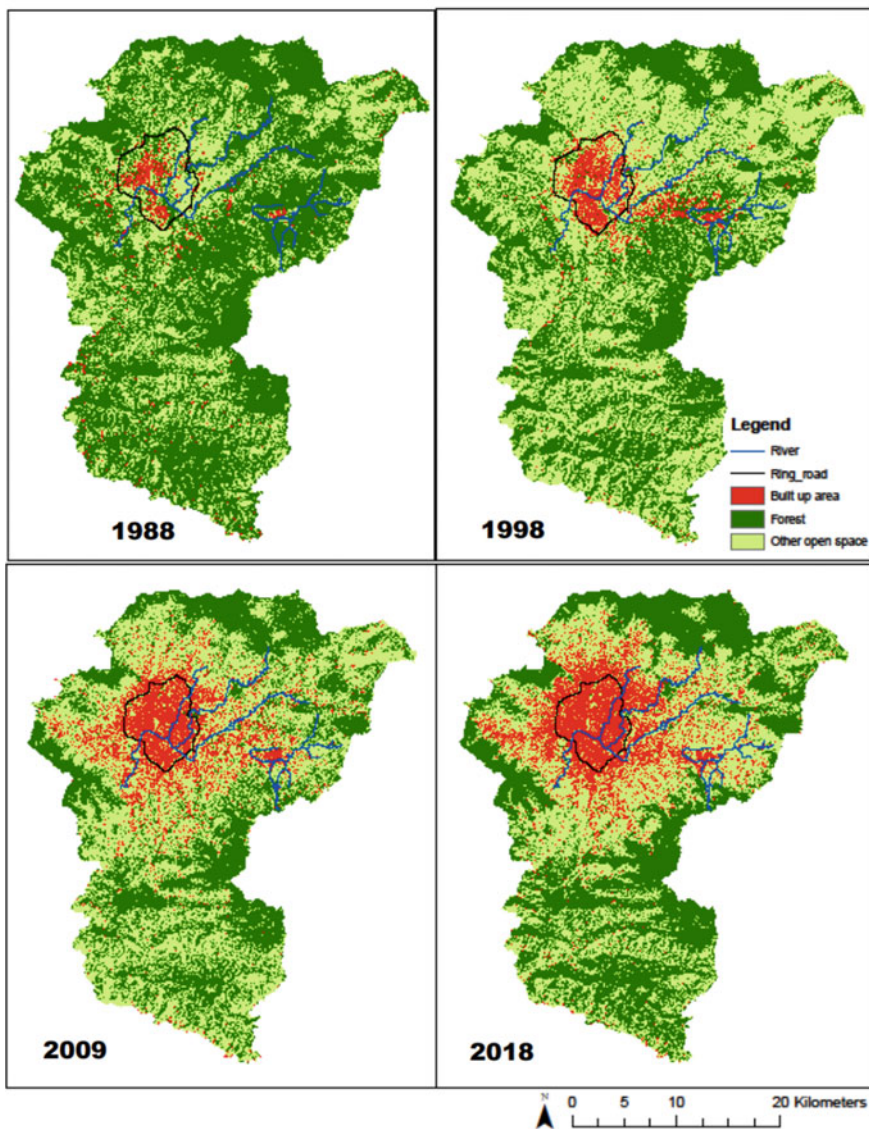 1988
1998
Legend
River
Ring_road
Built up area
Forest
Other open space
2009
2018
N
0 5 10 20 Kilometers